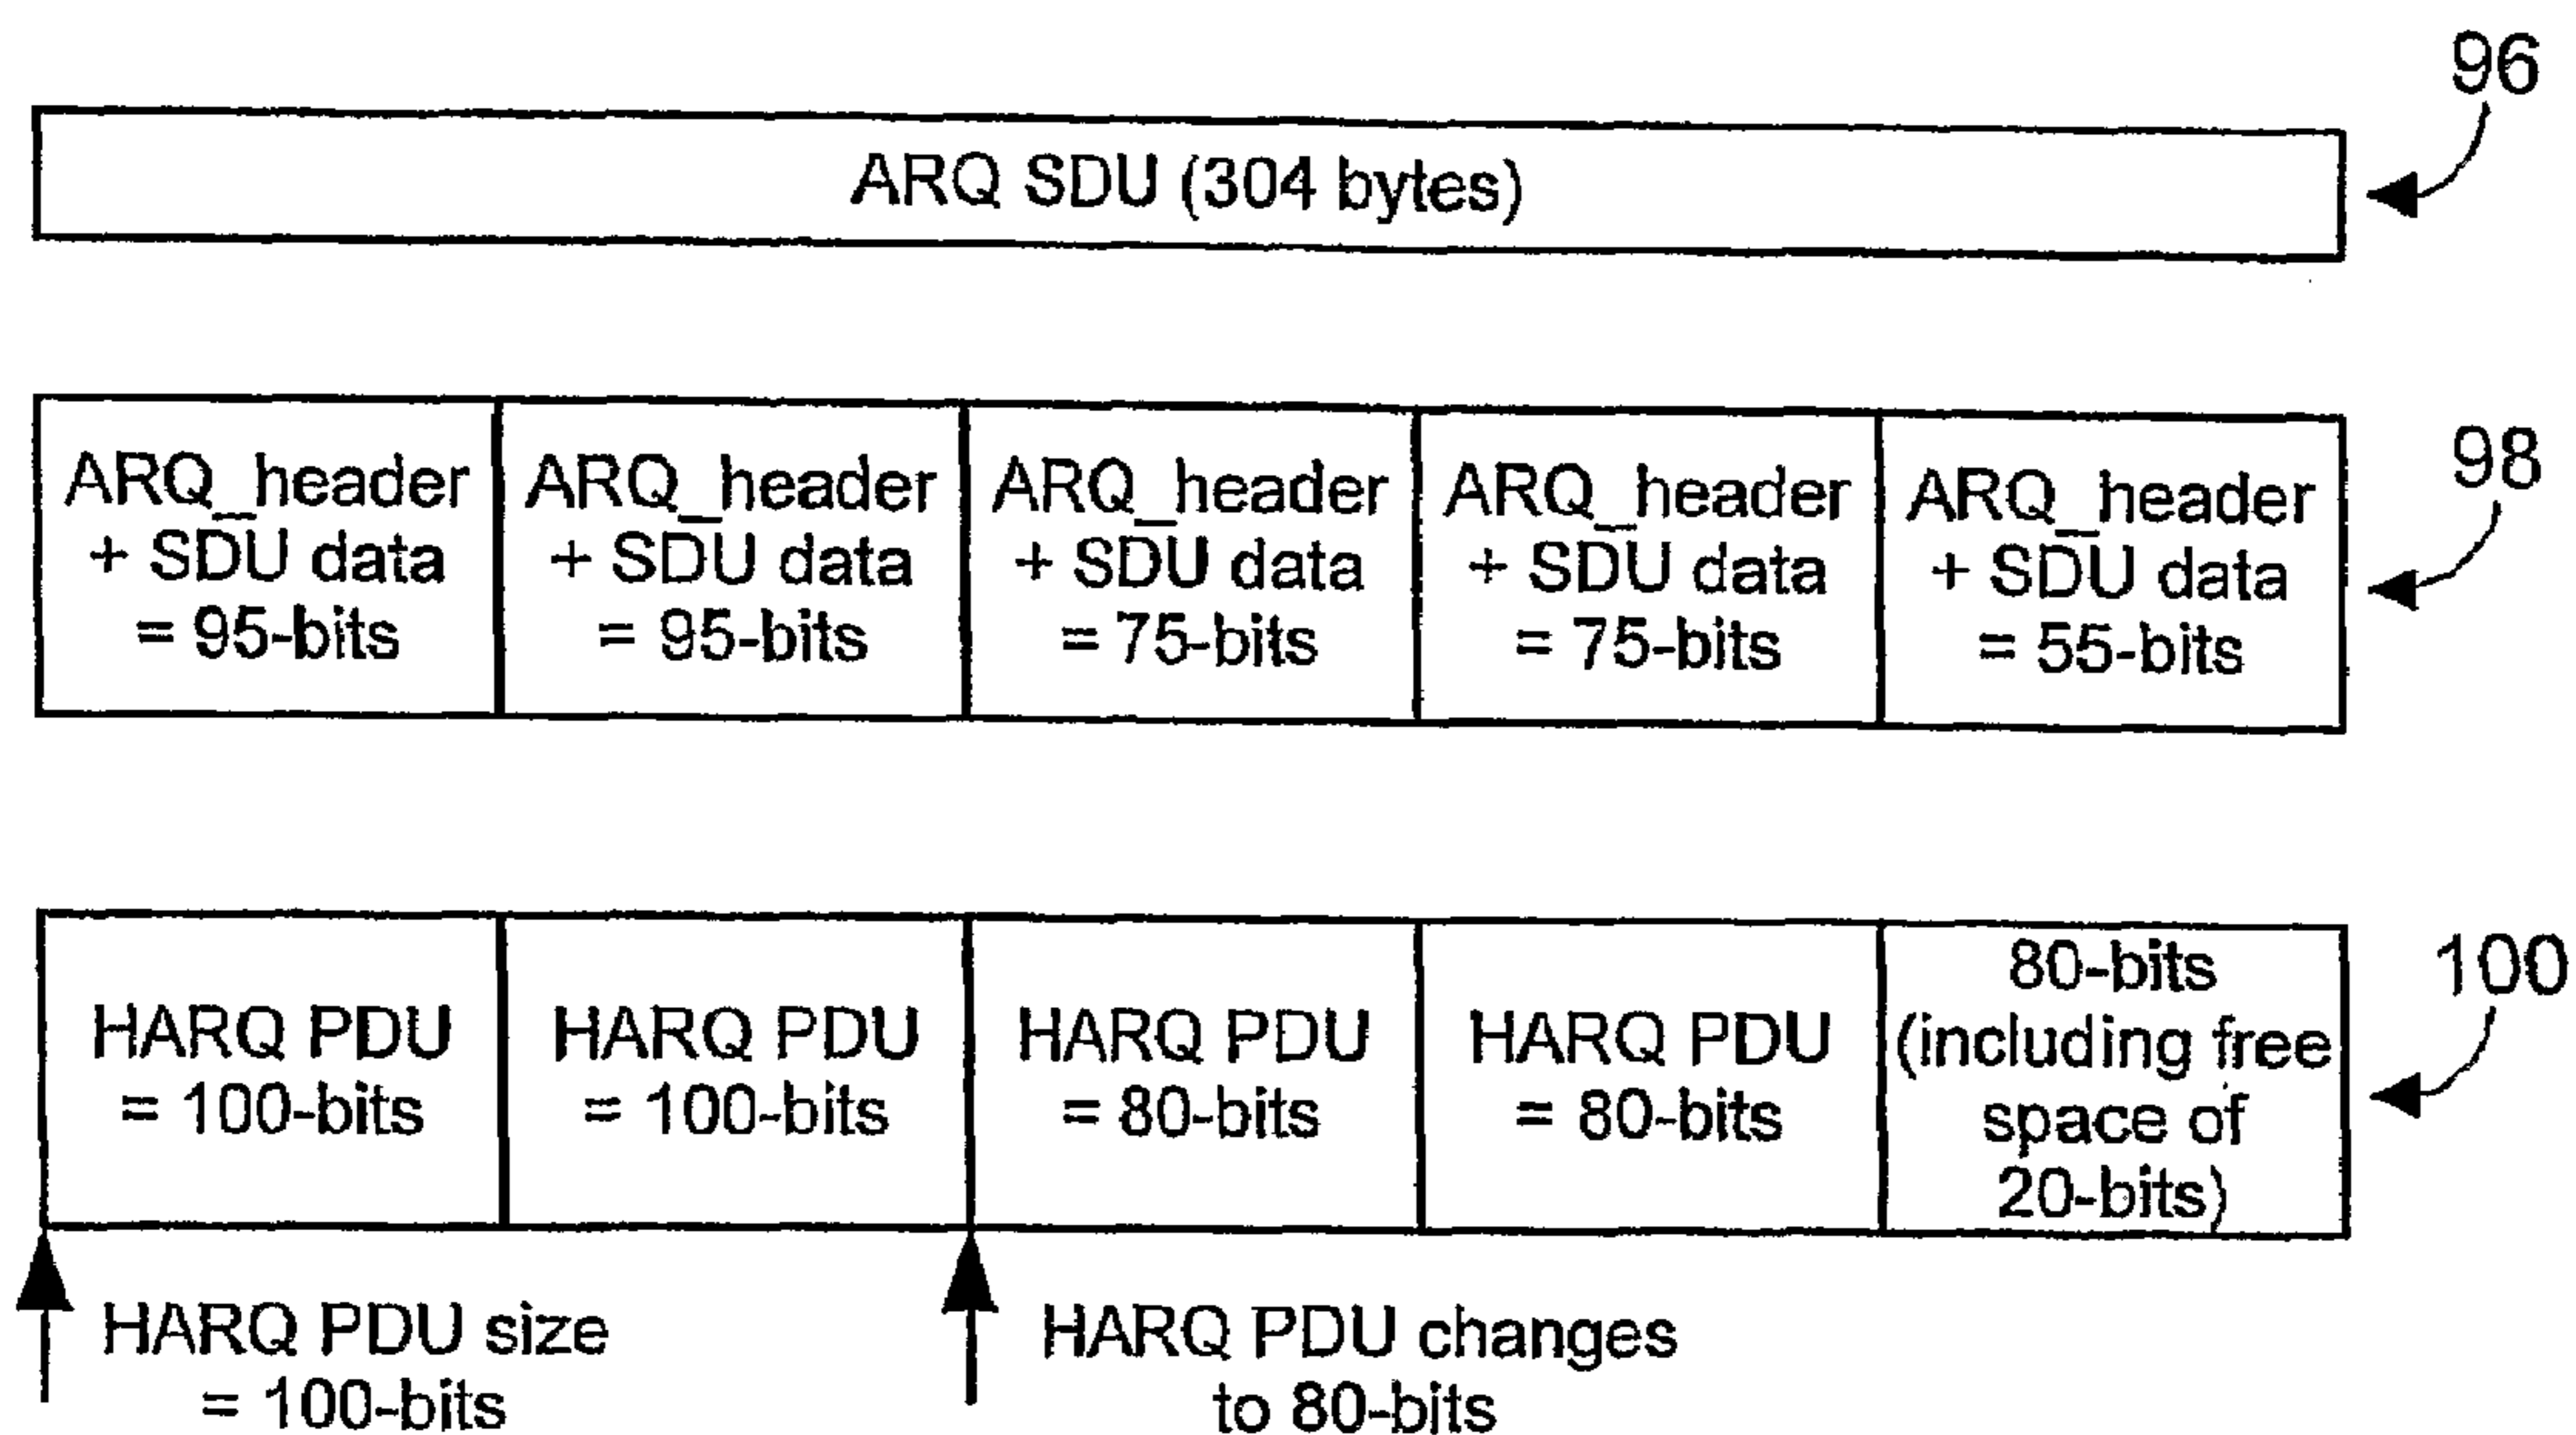 96
ARQ SDU (304 bytes)
98
ARQ_header
+ SDU data
= 95-bits
ARQ_header
+ SDU data
= 95-bits
ARQ_header
+ SDU data
= 75-bits
ARQ_header
+ SDU data
= 75-bits
ARQ_header
+ SDU data
= 55-bits
100
HARQ PDU
= 100-bits
HARQ PDU
= 100-bits
HARQ PDU
= 80-bits
HARQ PDU
= 80-bits
80-bits
(including free
space of
20-bits)
HARQ PDU size
= 100-bits
HARQ PDU changes
to 80-bits